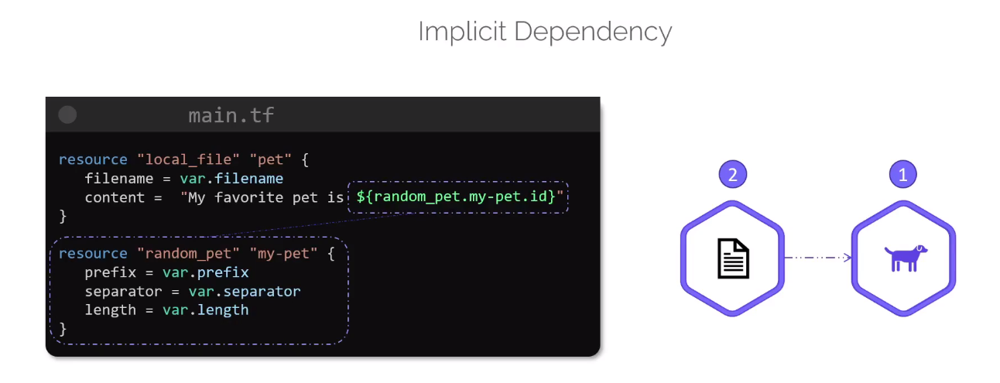 Implicit Dependency
main.tf
resource "local_file" "pet" {
filename = var.filename
content = "My favorite pet is ${random_pet.my-pet.id}"
}
resource "random_pet" "my-pet" {
prefix = var.prefix
separator = var.separator
length = var.length
}
2
1